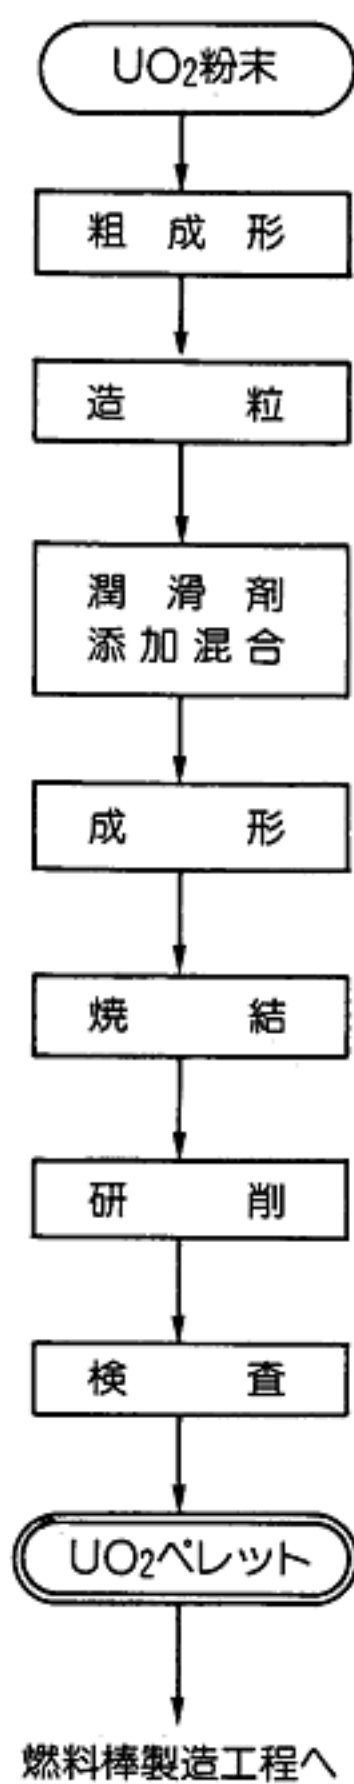 UO₂粉末
粗成形
造粒
潤滑剤
添加混合
成形
焼結
研削
検査
UO₂ペレット
燃料棒製造工程へ